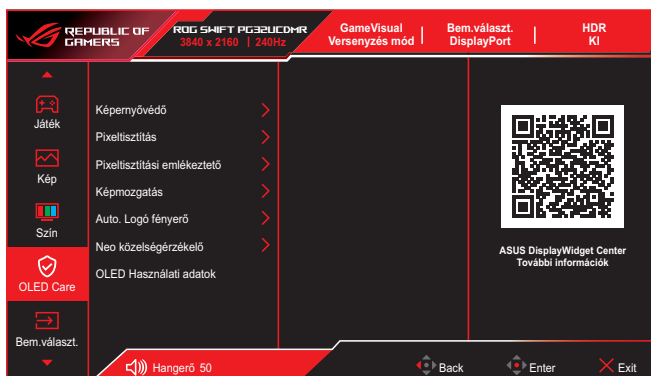 REPUBLIC OF
GAMERS
ROG SWIFT PG32UCDMR
3840 x 2160 | 240Hz
GameVisual
Versenyzés mód
Bem.választ.
DisplayPort
HDR
KI
Játék
Kép
Szín
OLED Care
Bem.választ.
Képernyővédő
Pixeltisztítás
Pixeltisztítási emlékeztető
Képmozgatás
Auto. Logó fényerő
Neo közelségérzékelő
OLED Használati adatok
ASUS DisplayWidget Center
További információk
Hangerő 50
Back
Enter
Exit